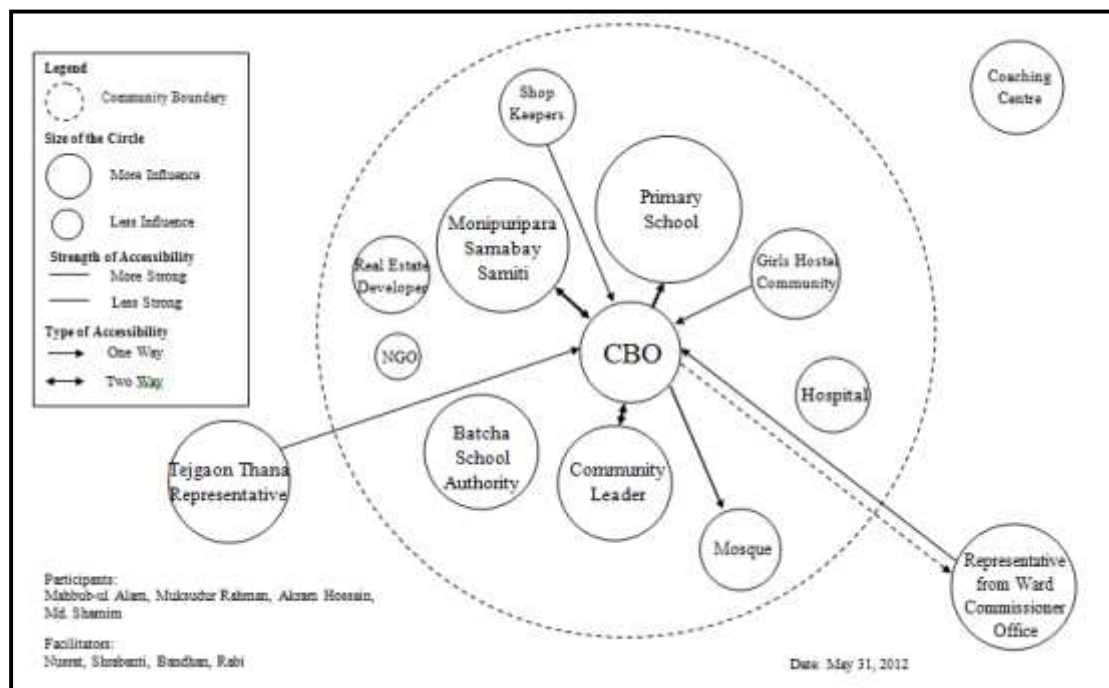 Legend
Community Boundary
Size of the Circle
More Influence
Less Influence
Strength of Accessibility
More Strong
Less Strong
Type of Accessibility
One Way
Two Way
Shop
Keepers
Coaching
Centre
Primary
School
Monipuripara
Samabay
Samiti
Real Estate
Developer
Girls Hostel
Community
CBO
NGO
Hospital
Batcha
School
Authority
Community
Leader
Tejgaon Thana
Representative
Mosque
Representative
from Ward
Commissioner
Office
Participants:
Mahbub-ul Alam, Muksudur Rahman, Akram Hossain,
Md. Shamim
Facilitators:
Nusrat, Shrabanti, Bandhan, Rabi
Date: May 31, 2012